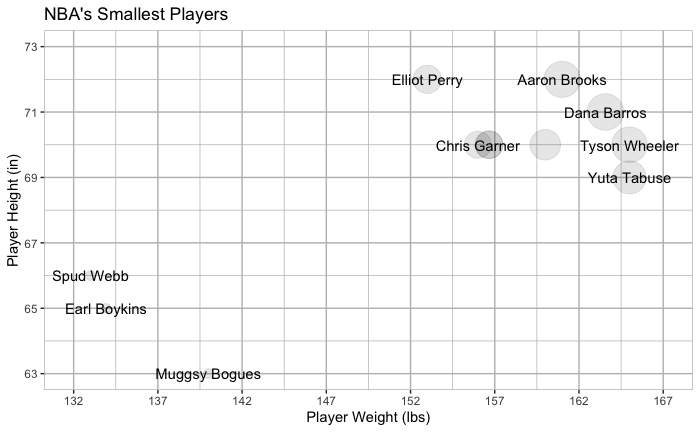 NBA's Smallest Players
73
Elliot Perry
Aaron Brooks
71
Dana Barros
Chris Garner
Tyson Wheeler
69
Yuta Tabuse
Player Height (in)
67
Spud Webb
65
Earl Boykins
63
Muggsy Bogues
132 137 142 147 152 157 162 167
Player Weight (lbs)